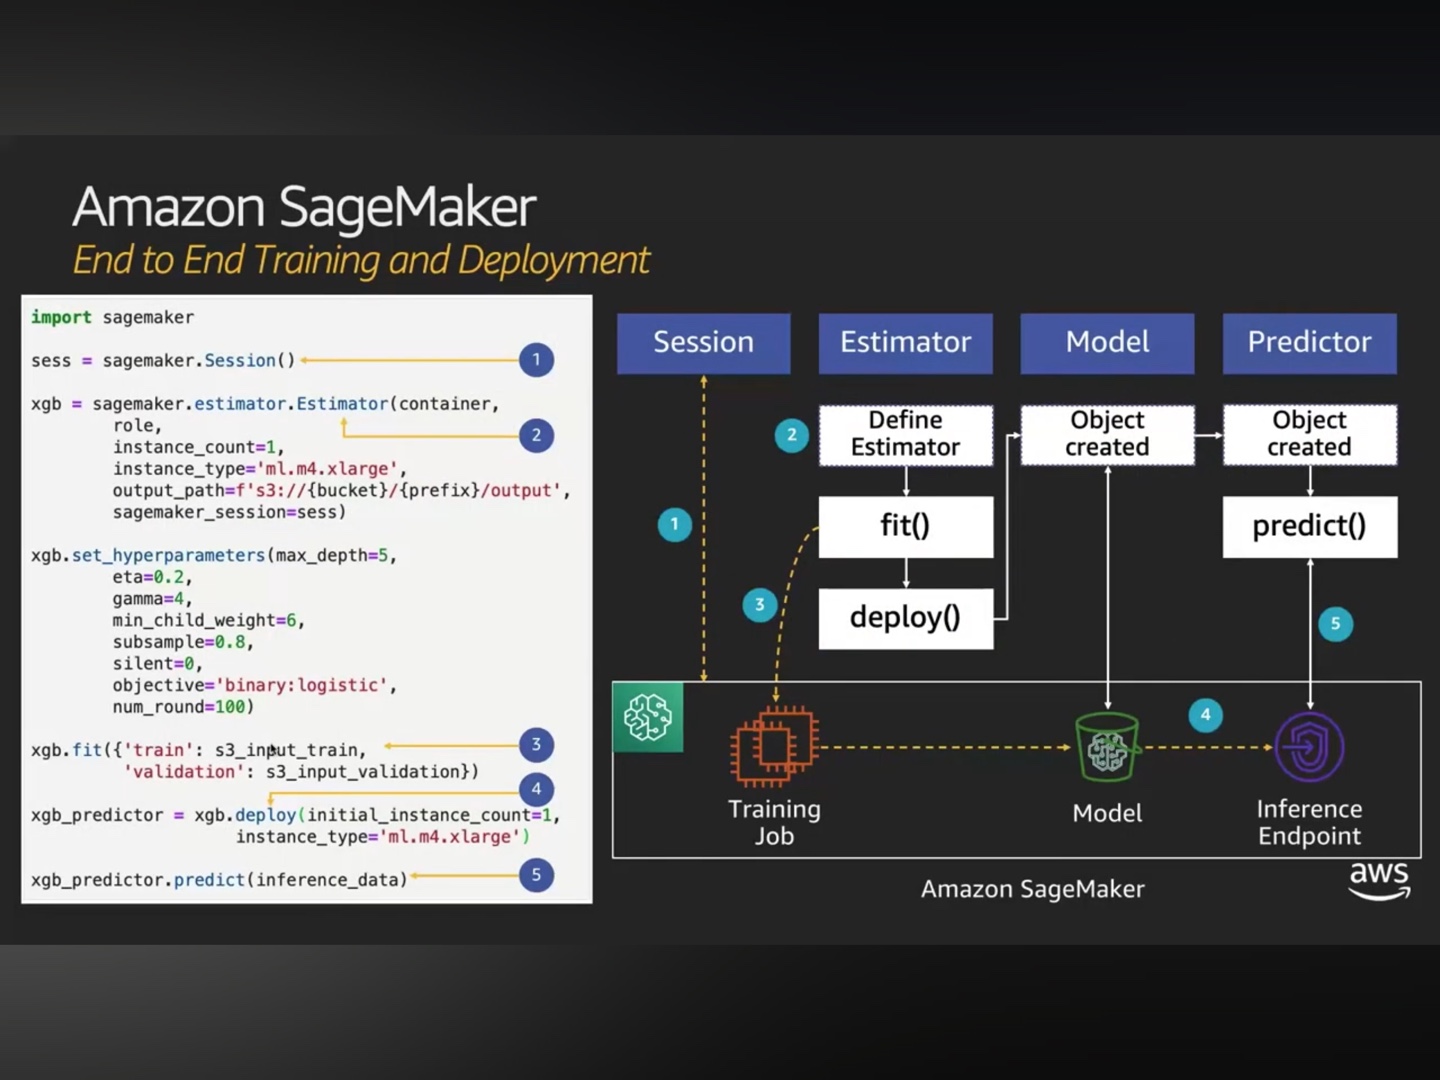 Amazon SageMaker
End to End Training and Deployment
import sagemaker
sess = sagemaker.Session()
1
xgb = sagemaker.estimator.Estimator(container,
role,
2
instance_count=1,
instance_type='ml.m4.xlarge',
output_path=f's3://{bucket}/{prefix}/output',
sagemaker_session=sess)
xgb.set_hyperparameters(max_depth=5,
eta=0.2,
gamma=4,
min_child_weight=6,
subsample=0.8,
silent=0,
objective='binary:logistic',
num_round=100)
xgb.fit({'train': s3_input_train,
3
'validation': s3_input_validation})
4
xgb_predictor = xgb.deploy(initial_instance_count=1,
instance_type='ml.m4.xlarge')
xgb_predictor.predict(inference_data)
5
Session
Estimator
Model
Predictor
2
Define
Estimator
Object
created
Object
created
1
fit()
predict()
3
deploy()
5
4
Training
Job
Model
Inference
Endpoint
Amazon SageMaker
aws